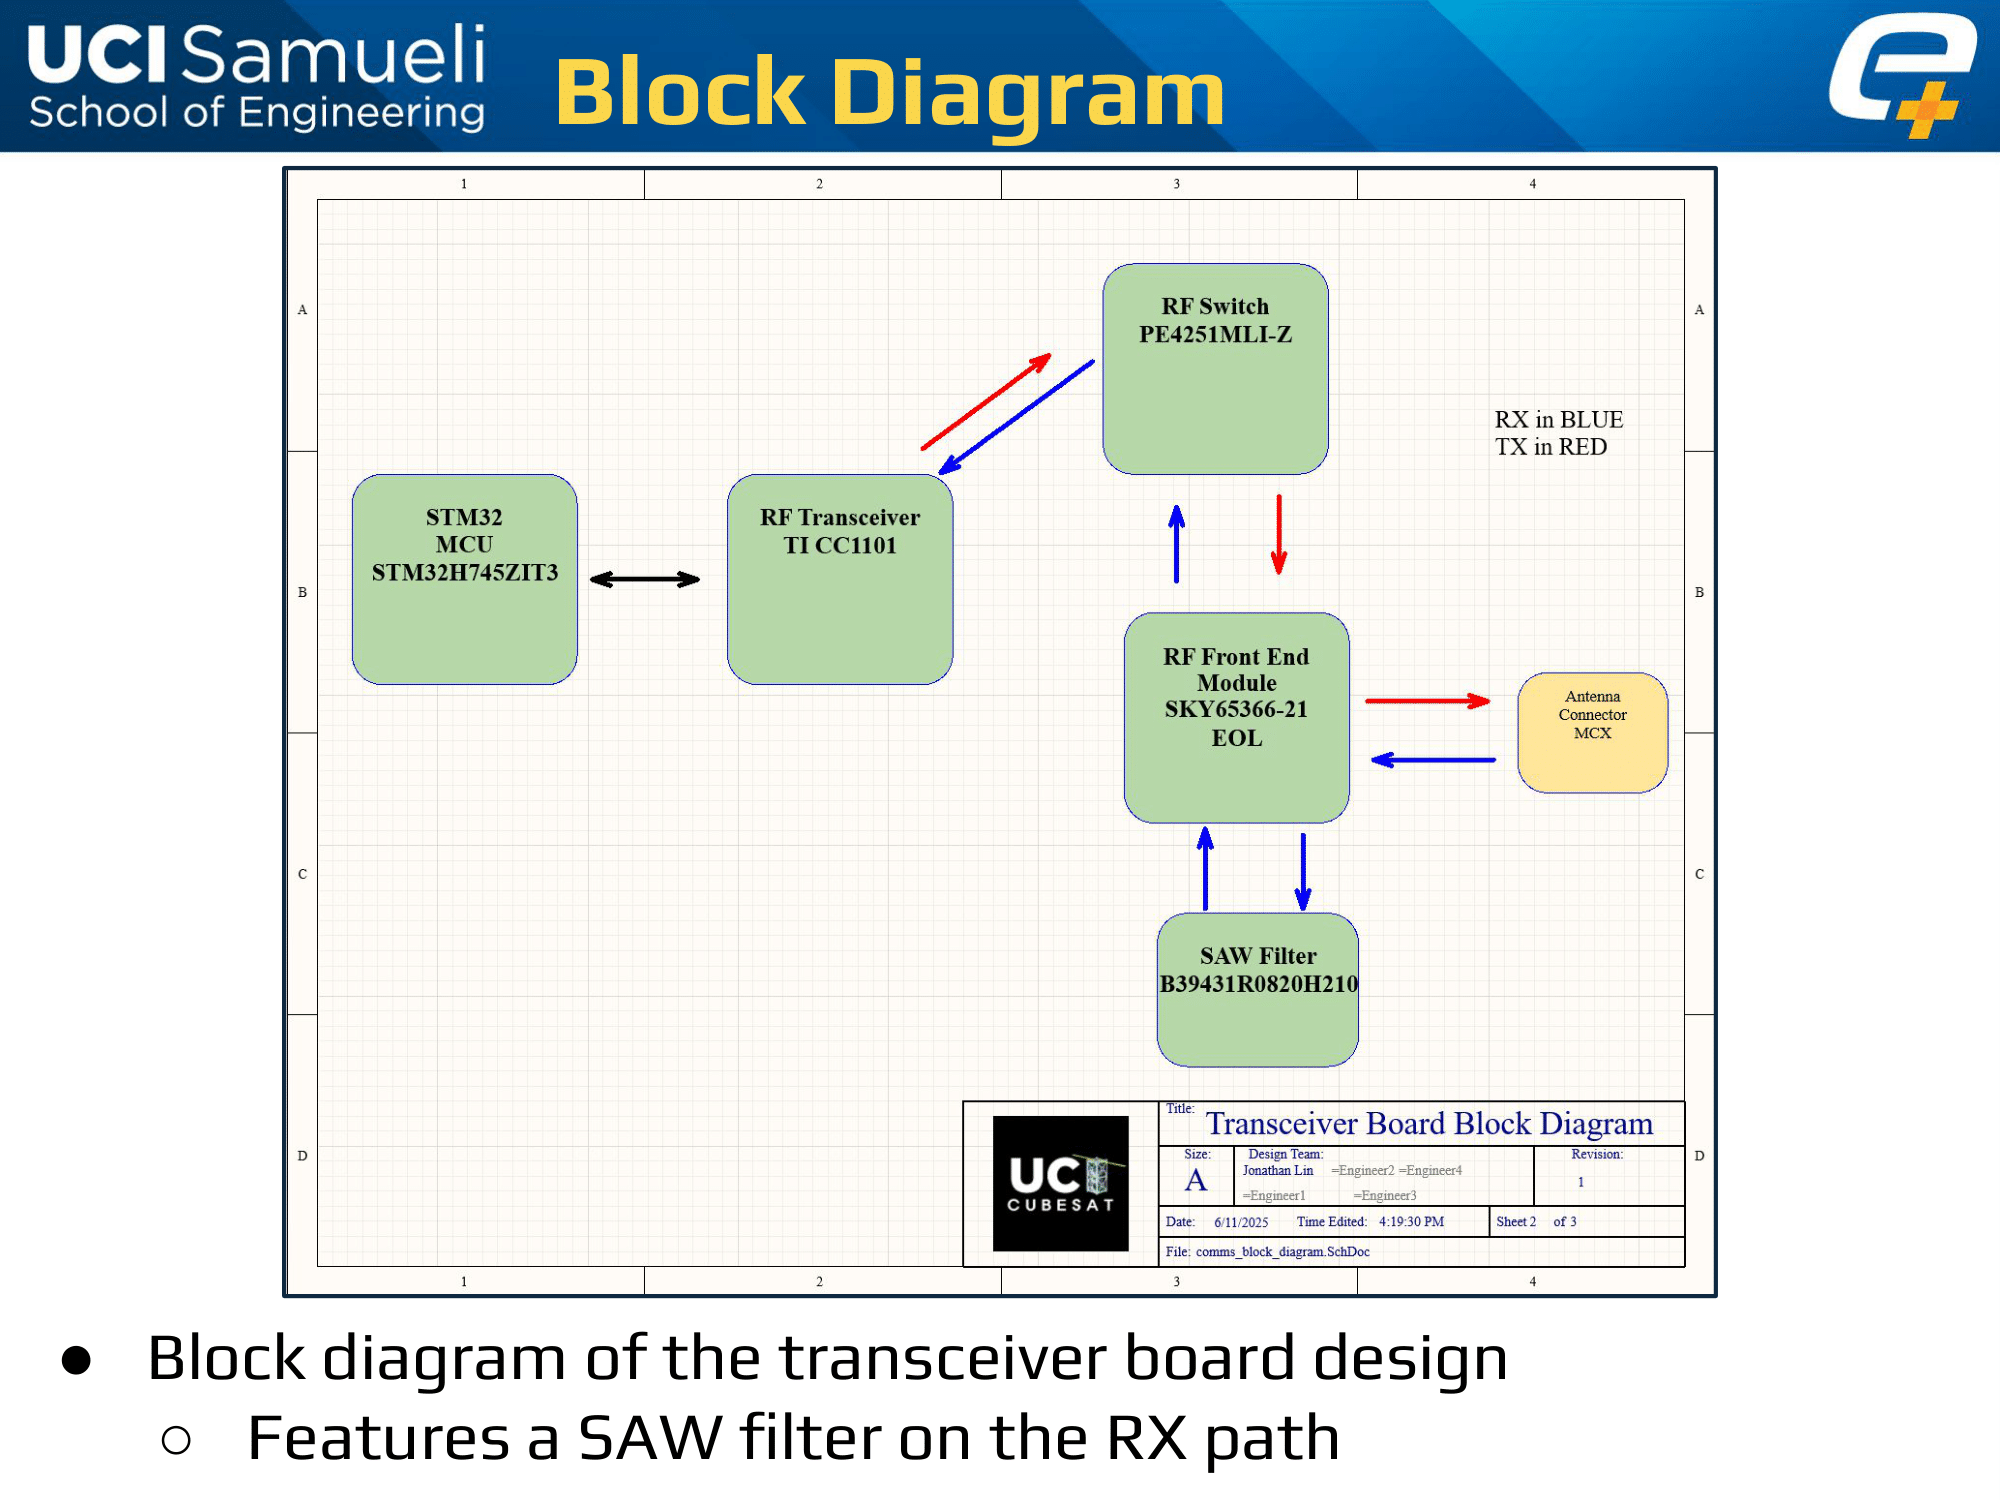 UCI Samueli
School of Engineering
Block Diagram
e+
1 2 3 4
A A
RF Switch
PE4251MLI-Z
RX in BLUE
TX in RED
STM32
MCU
STM32H745ZIT3
RF Transceiver
TI CC1101
B B
RF Front End
Module
SKY65366-21
EOL
Antenna
Connector
MCX
C C
SAW Filter
B39431R0820H210
D D
UCI
CUBESAT
Title: Transceiver Board Block Diagram
Size: Design Team: Revision:
A Jonathan Lin =Engineer2 =Engineer4 1
=Engineer1 =Engineer3
Date: 6/11/2025 Time Edited: 4:19:30 PM Sheet 2 of 3
File: comms_block_diagram.SchDoc
1 2 3 4
● Block diagram of the transceiver board design
○ Features a SAW filter on the RX path